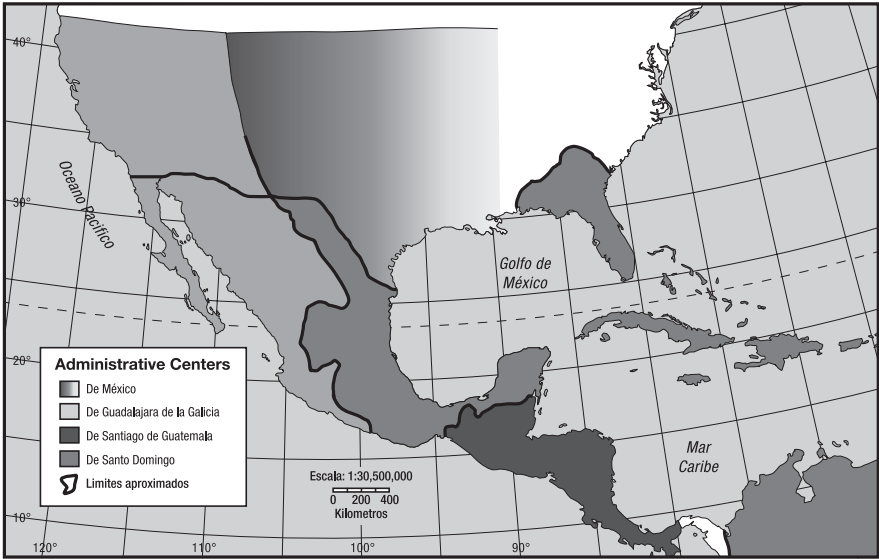 40°
Oceano Pacifico
30°
Golfo de
México
20°
Administrative Centers
De México
De Guadalajara de la Galicia
De Santiago de Guatemala
De Santo Domingo
Limites aproximados
Escala: 1:30,500,000
0 200 400
Kilometros
Mar
Caribe
10°
120° 110° 100° 90°